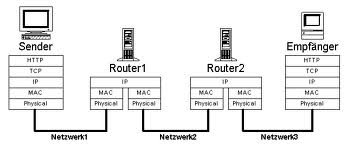 Sender
Router1
Router2
Empfänger
HTTP
TCP
IP
MAC
Physical
IP
MAC MAC
Physical Physical
IP
MAC MAC
Physical Physical
HTTP
TCP
IP
MAC
Physical
Netzwerk1
Netzwerk2
Netzwerk3